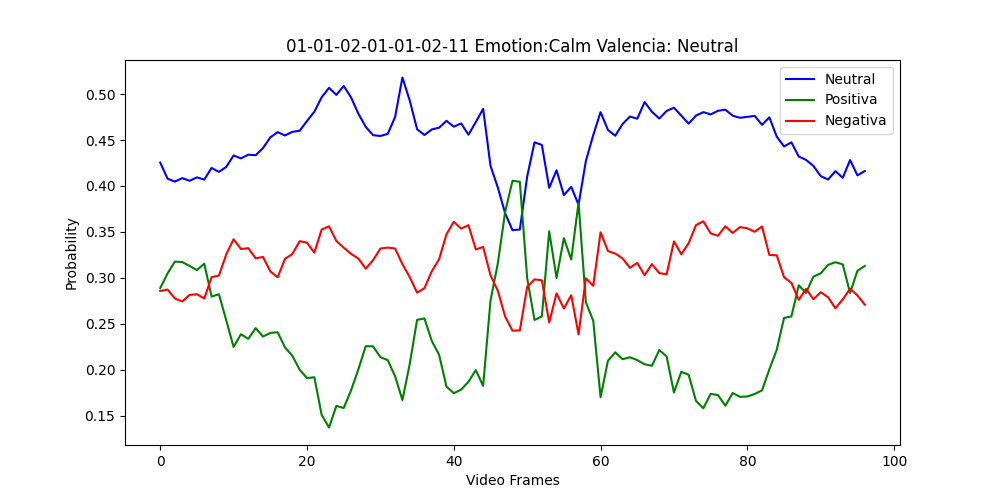 01-01-02-01-01-02-11 Emotion:Calm Valencia: Neutral
Neutral
Positiva
Negativa
0.50
0.45
0.40
0.35
0.30
0.25
0.20
0.15
Probability
0 20 40 60 80 100
Video Frames